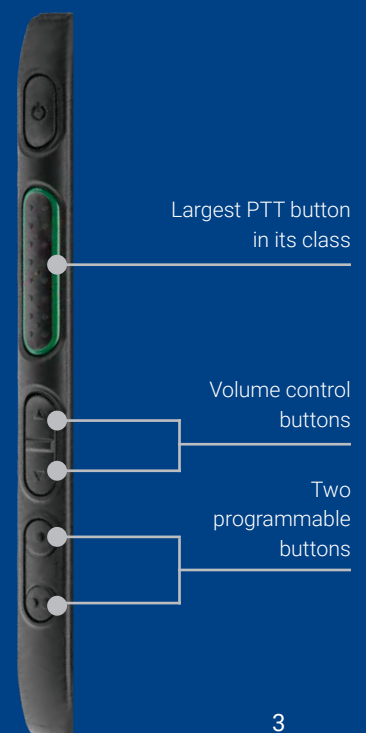 Largest PTT button
in its class
Volume control
buttons
Two
programmable
buttons
3